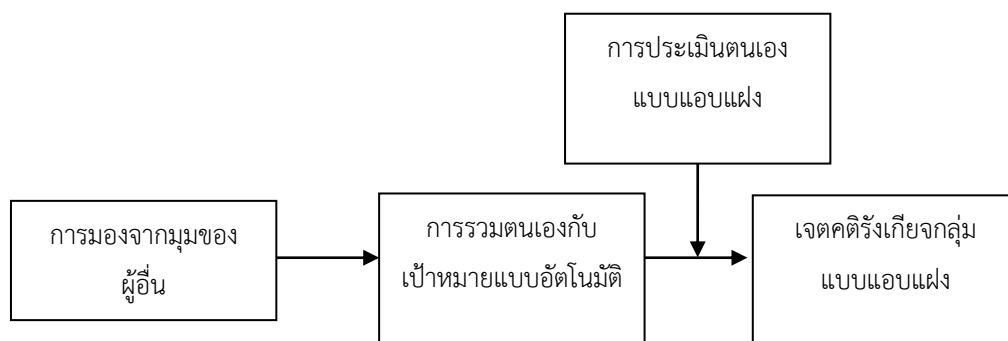 การประเมินตนเอง
แบบแอบแฝง
การมองจากมุมของ
ผู้อื่น
การรวมตนเองกับ
เป้าหมายแบบอัตโนมัติ
เจตคติรังเกียจกลุ่ม
แบบแอบแฝง